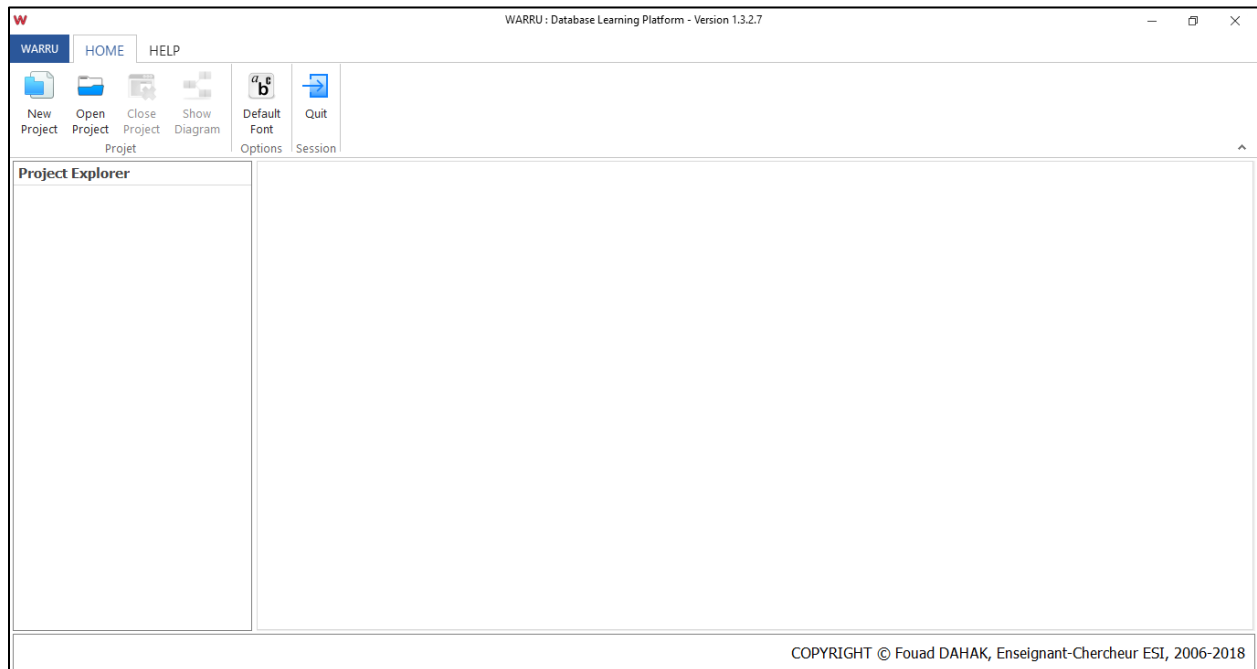 W
WARRU : Database Learning Platform - Version 1.3.2.7
WARRU HOME HELP
New Project
Open Project
Close Project
Show Diagram
abc
Default Font
Quit
Projet
Options
Session
Project Explorer
COPYRIGHT © Fouad DAHAK, Enseignant-Chercheur ESI, 2006-2018